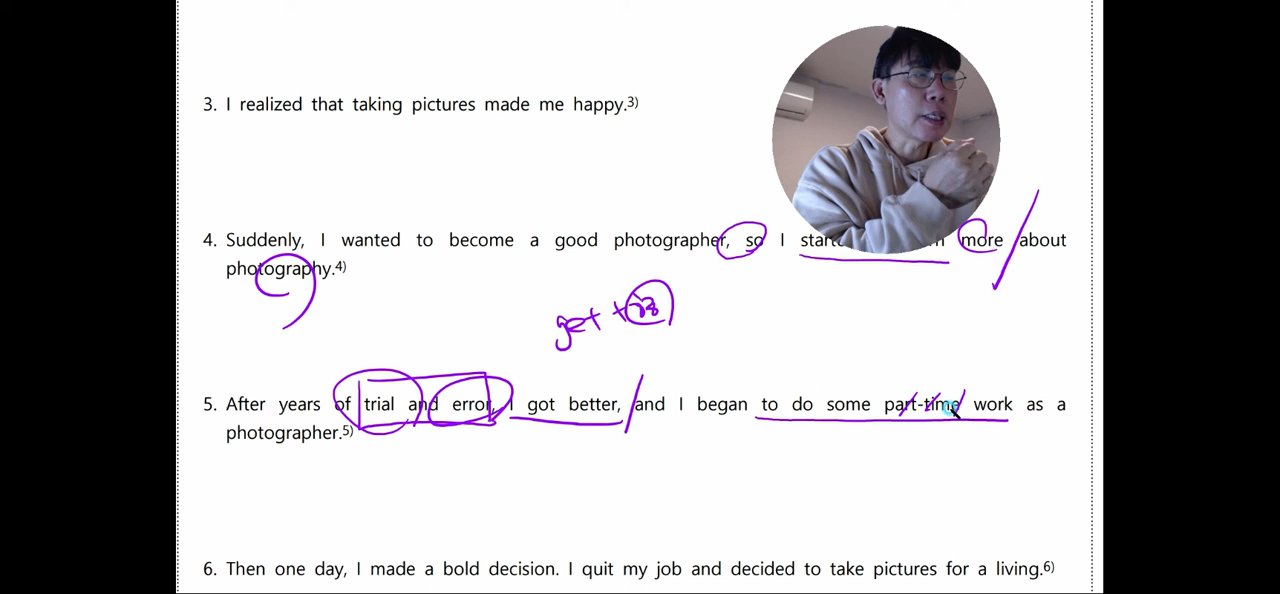 3. I realized that taking pictures made me happy.3)
4. Suddenly, I wanted to become a good photographer, so I more about
photography.4)
get
5. After years of trial and error, I got better, and I began to do some part-time work as a
photographer.5)
6. Then one day, I made a bold decision. I quit my job and decided to take pictures for a living.6)